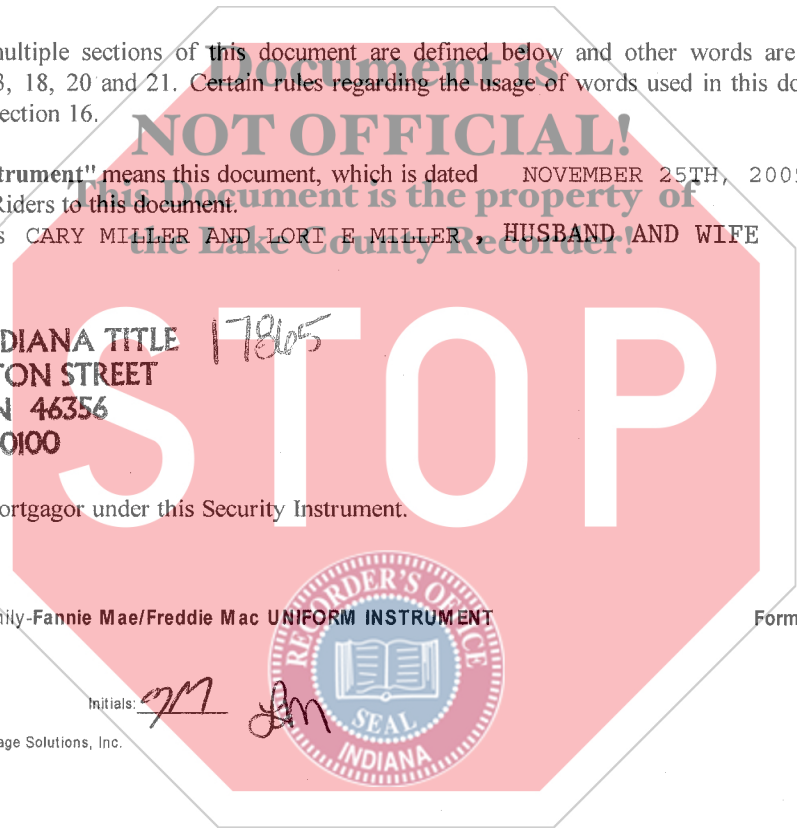 multiple sections of this document are defined below and other words are
3, 18, 20 and 21. Certain rules regarding the usage of words used in this do
ection 16.
Document is
NOT OFFICIAL!
This Document is the property of
the Lake County Recorder!
trument" means this document, which is dated NOVEMBER 25TH, 2005
Riders to this document.
s CARY MILLER AND LORI E MILLER , HUSBAND AND WIFE
STOP
DIANA TITLE 17865
TON STREET
N 46356
0100
ortgagor under this Security Instrument.
RECORDER'S OFFICE
SEAL
INDIANA
ily-Fannie Mae/Freddie Mac UNIFORM INSTRUMENT Form
Initials: LEM
age Solutions, Inc.